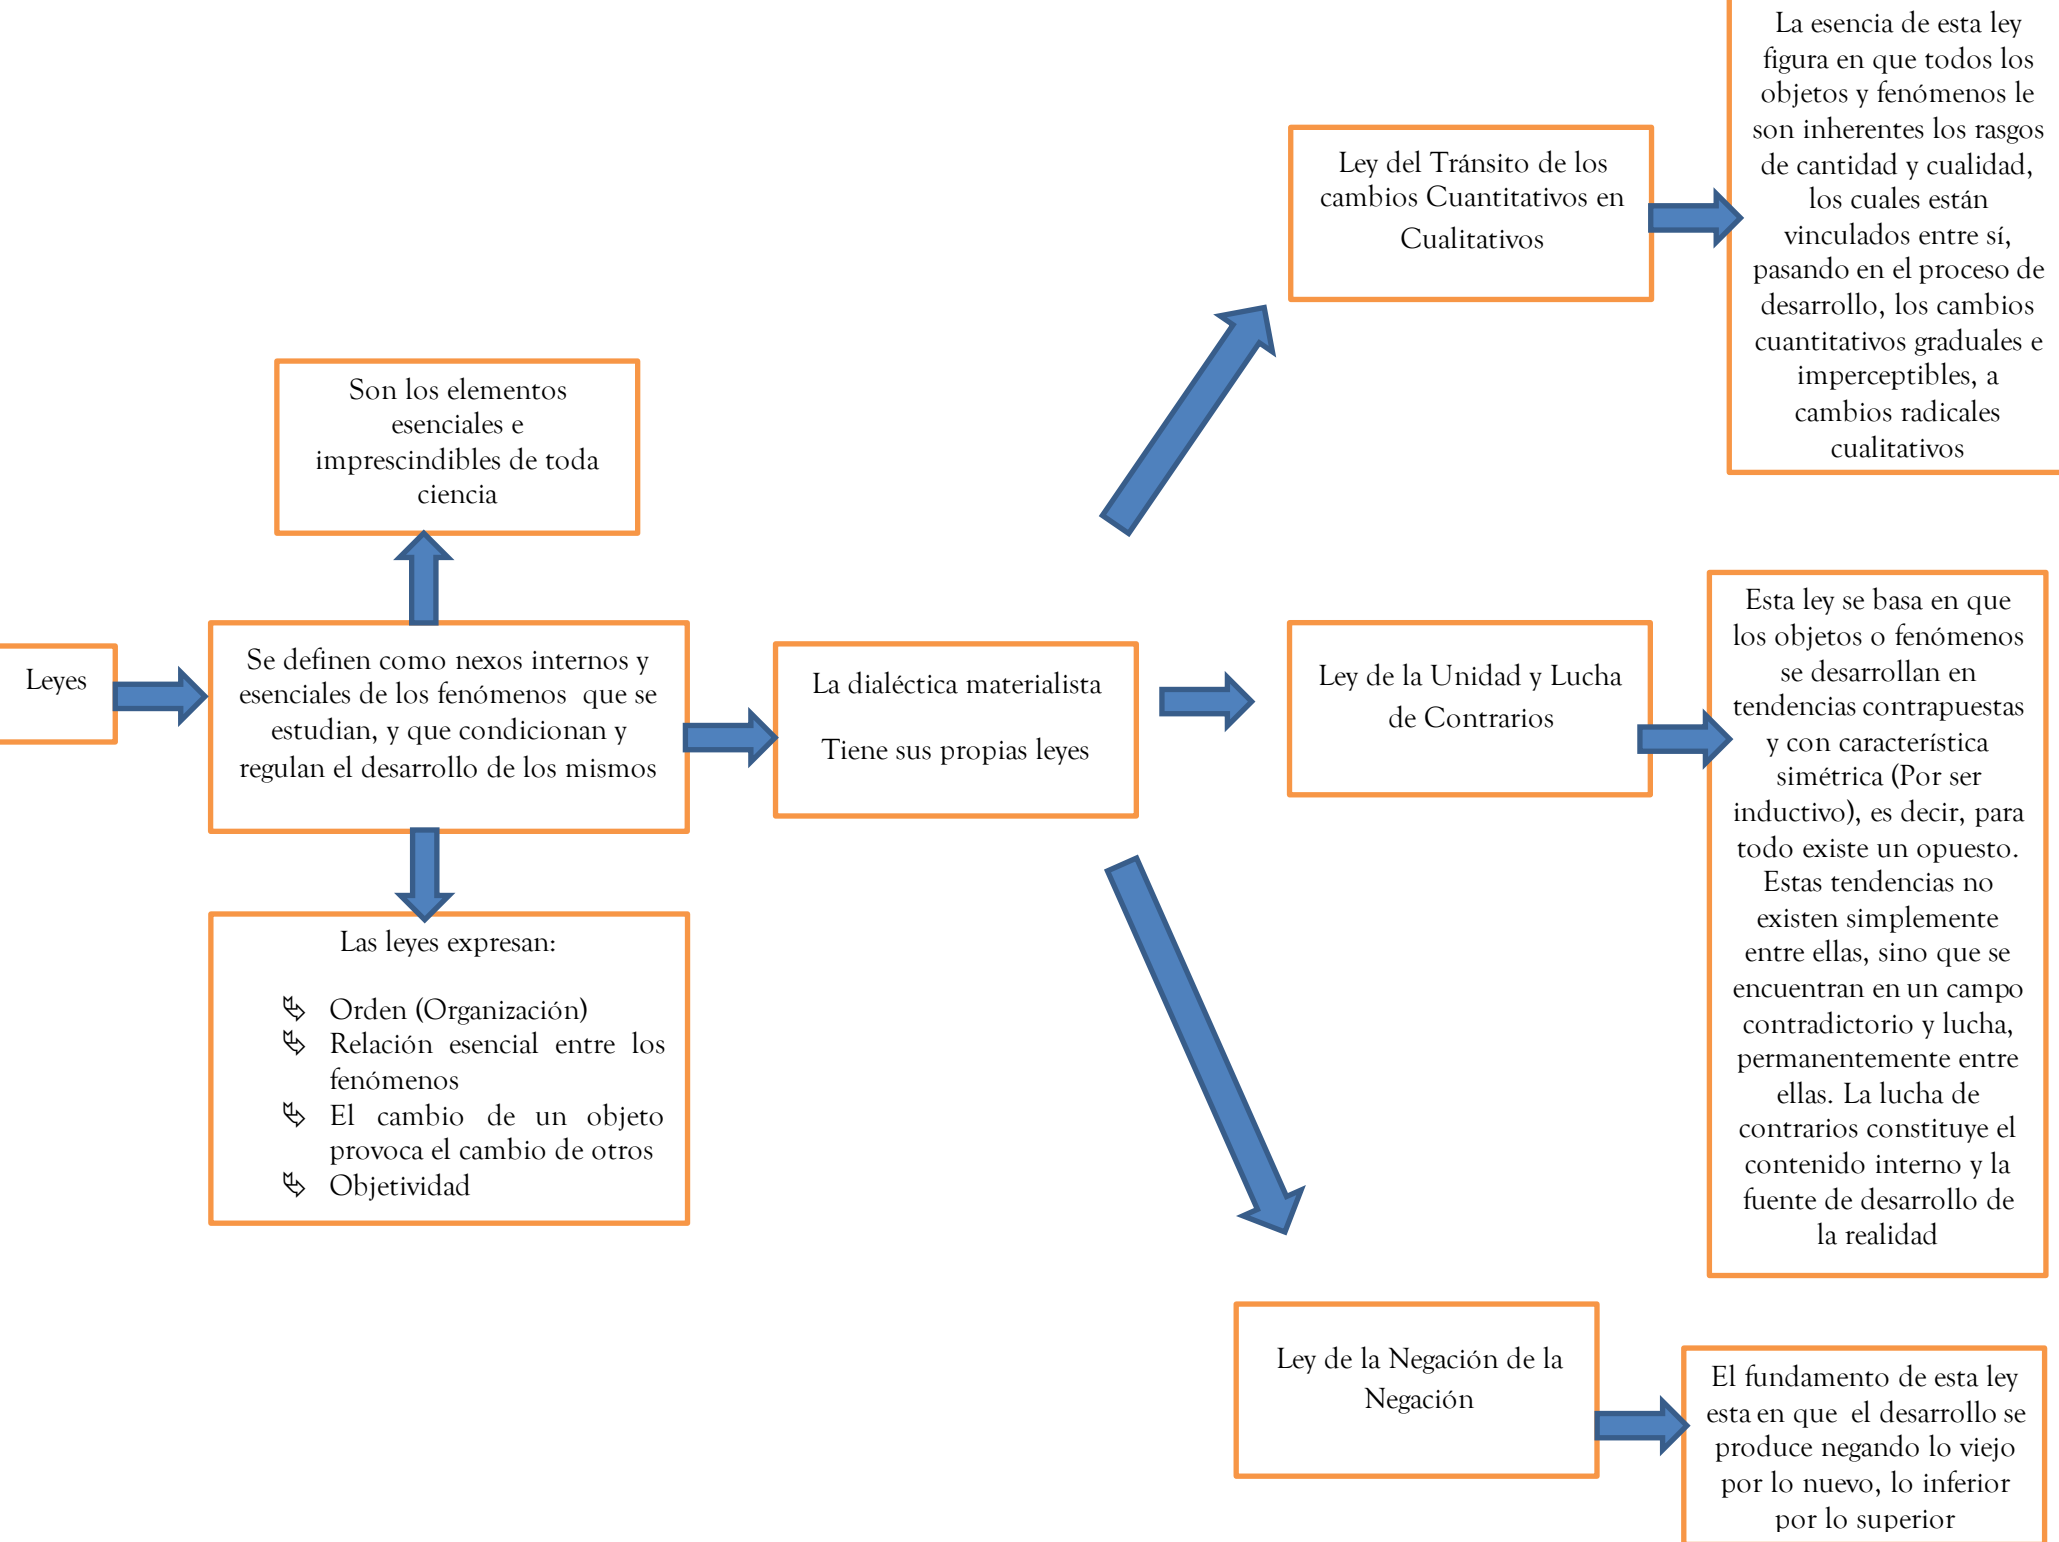 Leyes
Son los elementos
esenciales e
imprescindibles de toda
ciencia
Se definen como nexos internos y
esenciales de los fenómenos que se
estudian, y que condicionan y
regulan el desarrollo de los mismos
Las leyes expresan:
Orden (Organización)
Relación esencial entre los
fenómenos
El cambio de un objeto
provoca el cambio de otros
Objetividad
La dialéctica materialista
Tiene sus propias leyes
Ley del Tránsito de los
cambios Cuantitativos en
Cualitativos
La esencia de esta ley
figura en que todos los
objetos y fenómenos le
son inherentes los rasgos
de cantidad y cualidad,
los cuales están
vinculados entre sí,
pasando en el proceso de
desarrollo, los cambios
cuantitativos graduales e
imperceptibles, a
cambios radicales
cualitativos
Ley de la Unidad y Lucha
de Contrarios
Esta ley se basa en que
los objetos o fenómenos
se desarrollan en
tendencias contrapuestas
y con característica
simétrica (Por ser
inductivo), es decir, para
todo existe un opuesto.
Estas tendencias no
existen simplemente
entre ellas, sino que se
encuentran en un campo
contradictorio y lucha,
permanentemente entre
ellas. La lucha de
contrarios constituye el
contenido interno y la
fuente de desarrollo de
la realidad
Ley de la Negación de la
Negación
El fundamento de esta ley
esta en que el desarrollo se
produce negando lo viejo
por lo nuevo, lo inferior
por lo superior